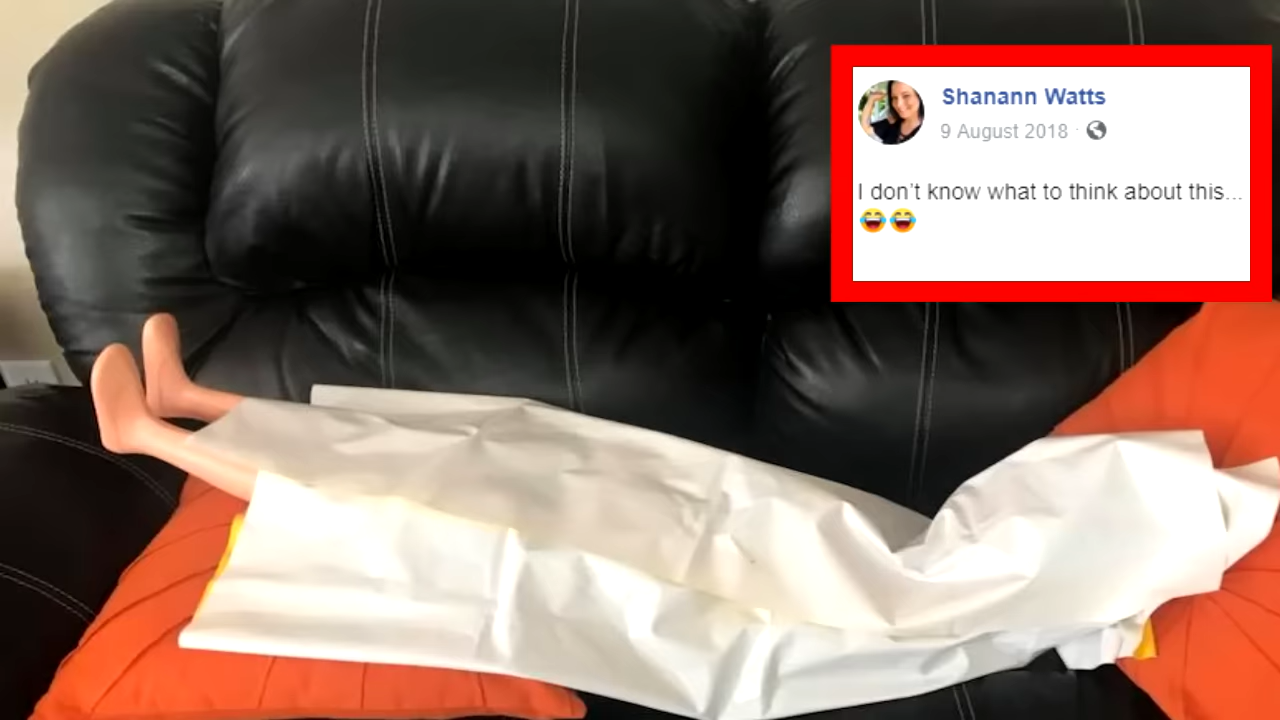 Shanann Watts
9 August 2018 ·
I don't know what to think about this...
😂😂